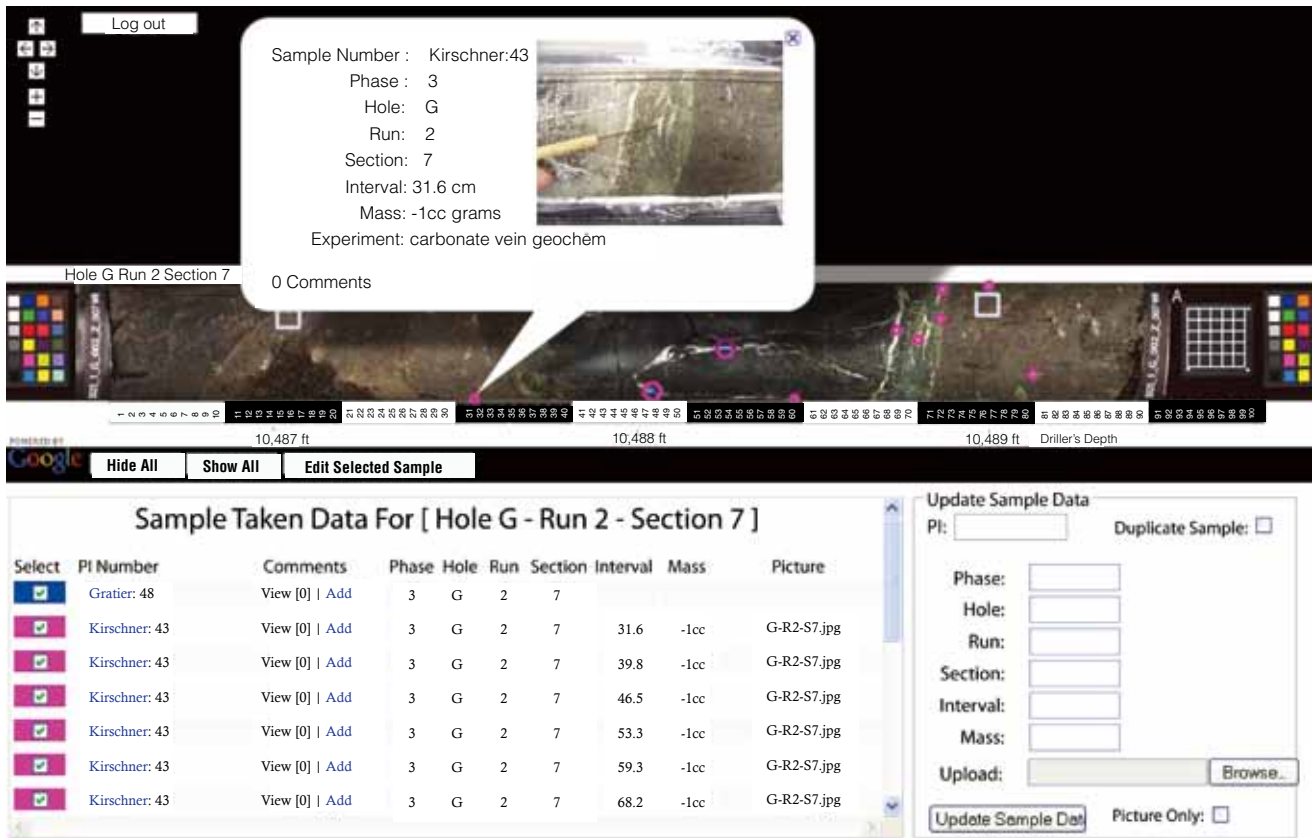 Log out
Sample Number : Kirschner:43
Phase : 3
Hole: G
Run: 2
Section: 7
Interval: 31.6 cm
Mass: -1cc grams
Experiment: carbonate vein geochem
0 Comments
Hole G Run 2 Section 7
A
1 2 3 4 5 6 7 8 9 10 11 12 13 14 15 16 17 18 19 20 21 22 23 24 25 26 27 28 29 30 31 32 33 34 35 36 37 38 39 40 41 42 43 44 45 46 47 48 49 50 51 52 53 54 55 56 57 58 59 60 61 62 63 64 65 66 67 68 69 70 71 72 73 74 75 76 77 78 79 80 81 82 83 84 85 86 87 88 89 90 91 92 93 94 95 96 97 98 99 100
10,487 ft 10,488 ft 10,489 ft Driller's Depth
POWERED BY
Google
Hide All Show All Edit Selected Sample
Sample Taken Data For [ Hole G - Run 2 - Section 7 ]
Select PI Number Comments Phase Hole Run Section Interval Mass Picture
Gratier: 48 View [0] | Add 3 G 2 7
Kirschner: 43 View [0] | Add 3 G 2 7 31.6 -1cc G-R2-S7.jpg
Kirschner: 43 View [0] | Add 3 G 2 7 39.8 -1cc G-R2-S7.jpg
Kirschner: 43 View [0] | Add 3 G 2 7 46.5 -1cc G-R2-S7.jpg
Kirschner: 43 View [0] | Add 3 G 2 7 53.3 -1cc G-R2-S7.jpg
Kirschner: 43 View [0] | Add 3 G 2 7 59.3 -1cc G-R2-S7.jpg
Kirschner: 43 View [0] | Add 3 G 2 7 68.2 -1cc G-R2-S7.jpg
Update Sample Data
PI: Duplicate Sample:
Phase:
Hole:
Run:
Section:
Interval:
Mass:
Upload: Browse..
Update Sample Dat Picture Only: